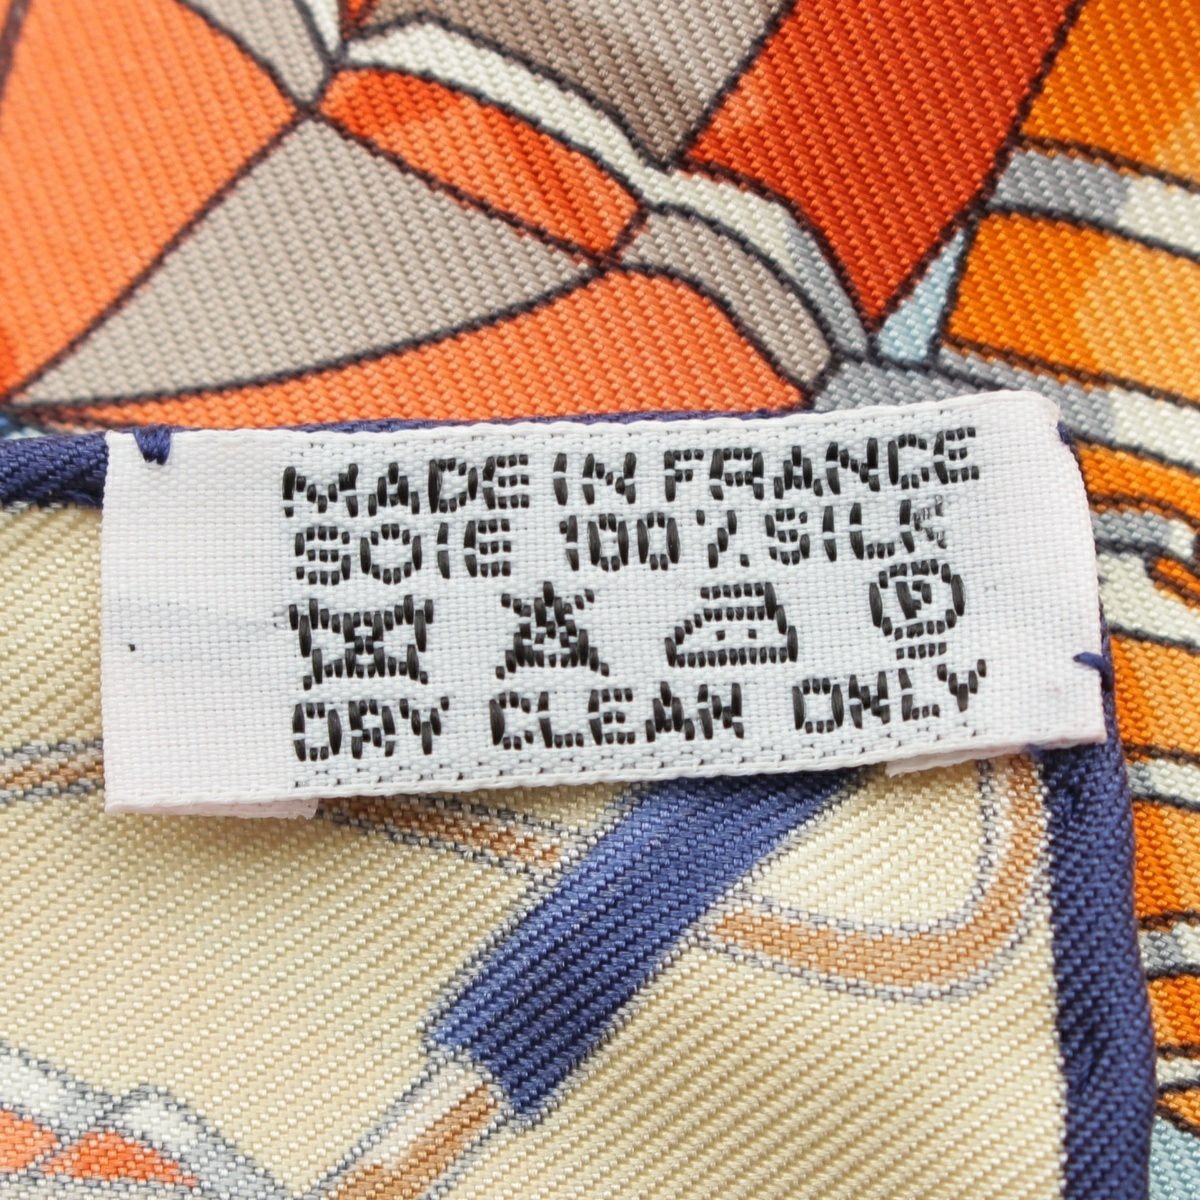 MADE IN FRANCE
SOIE 100% SILK
DRY CLEAN ONLY